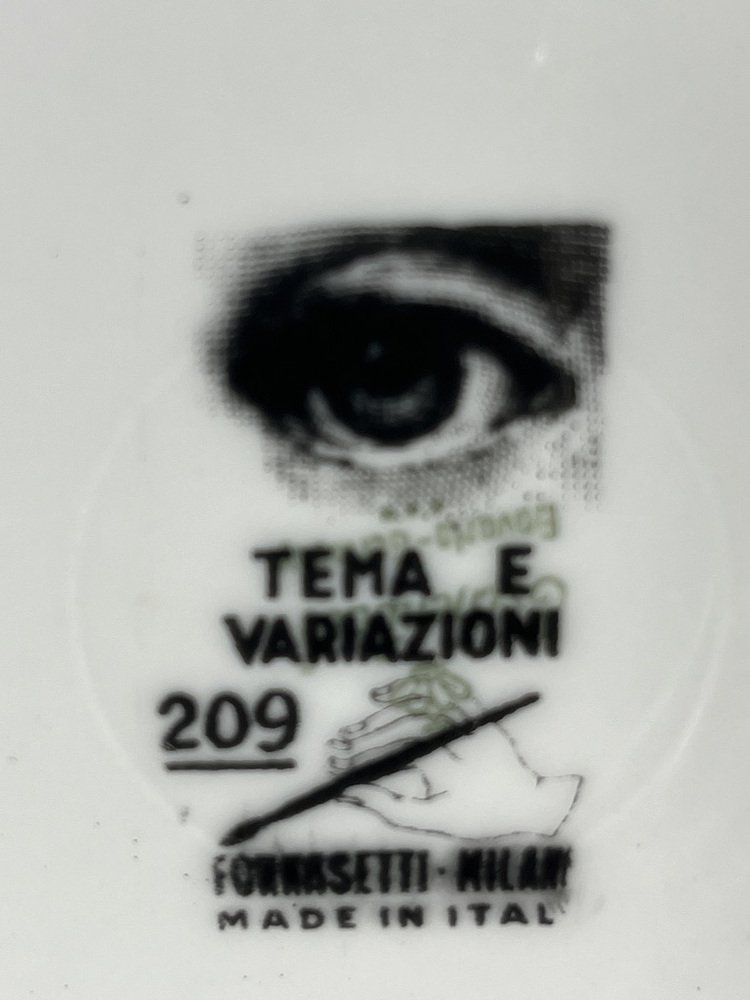 TEMA E
VARIAZIONI
209
FORNASETTI · MILAN
MADE IN ITAL